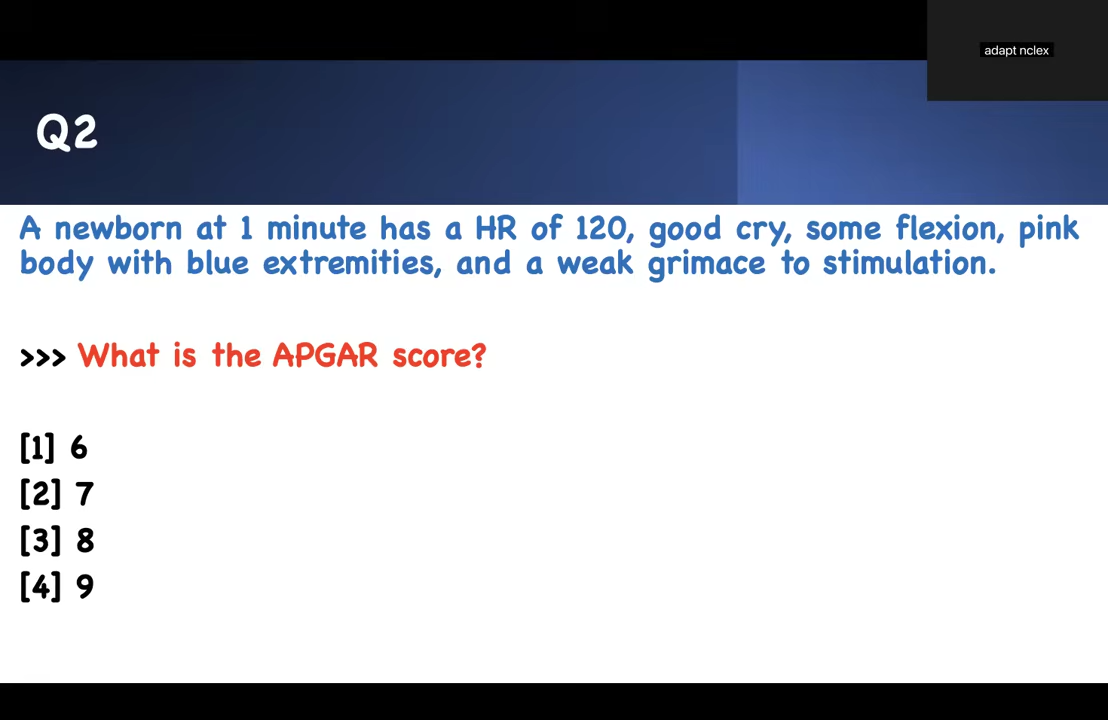 adapt nclex
Q2
A newborn at 1 minute has a HR of 120, good cry, some flexion, pink
body with blue extremities, and a weak grimace to stimulation.
>>> What is the APGAR score?
[1] 6
[2] 7
[3] 8
[4] 9